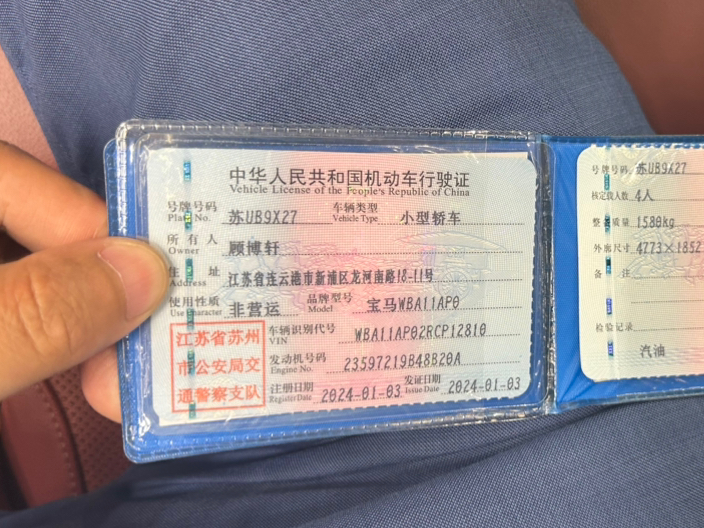 中华人民共和国机动车行驶证
Vehicle License of the People's Republic of China
号牌号码 苏UB9X27 车辆类型 小型轿车
Plate No. Vehicle Type
所有人 顾博轩
Owner
住址 江苏省连云港市新浦区龙河南路18-11号
Address
使用性质 非营运 品牌型号 宝马WBA11AP0
Use Character Model
江苏省苏州
市公安局交
通警察支队
车辆识别代号 WBA11AP02RCP12810
VIN
发动机号码 23597219B48B20A
Engine No.
注册日期 2024-01-03 发证日期 2024-01-03
Register Date Issue Date
号牌号码 苏UB9X27
核定载人数 4人
整备质量 1580kg
外廓尺寸 4773×1852
备注
检验记录
汽油